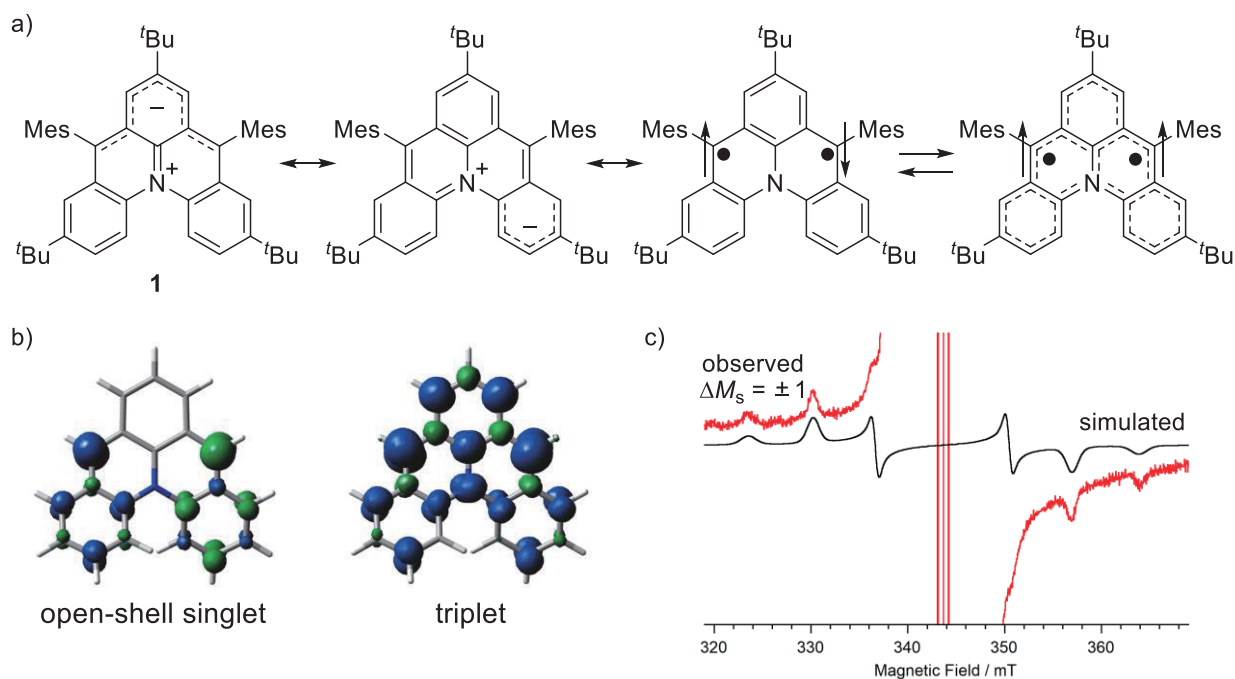 a)
ᵗBu
ᵗBu
ᵗBu
ᵗBu
Mes
−
Mes
Mes
Mes
Mes
Mes
Mes
Mes
+
N
+
N
N
N
−
ᵗBu
ᵗBu
ᵗBu
ᵗBu
ᵗBu
ᵗBu
ᵗBu
ᵗBu
1
b)
open-shell singlet
triplet
c)
observed
ΔMₛ = ± 1
simulated
320
330
340
350
360
Magnetic Field / mT